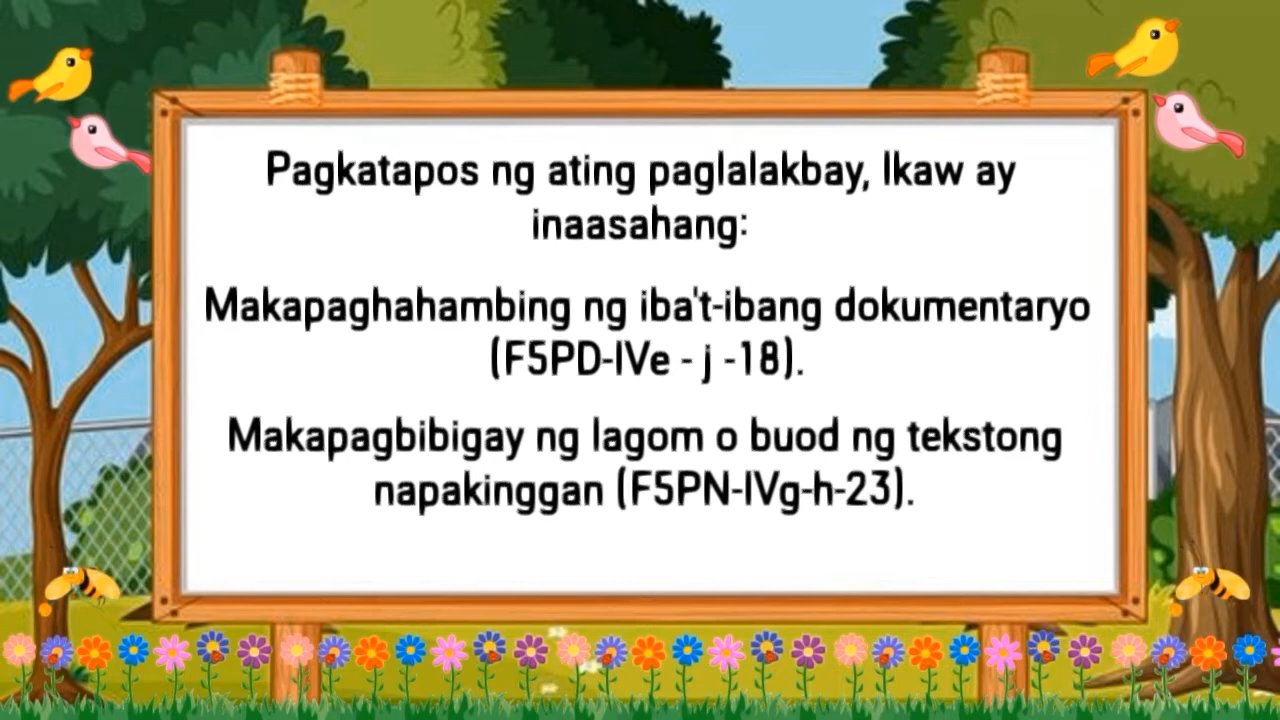 Pagkatapos ng ating paglalakbay, Ikaw ay
inaasahang:
Makapaghahambing ng iba't-ibang dokumentaryo
(F5PD-IVe - j -18).
Makapagbibigay ng lagom o buod ng tekstong
napakinggan (F5PN-IVg-h-23).